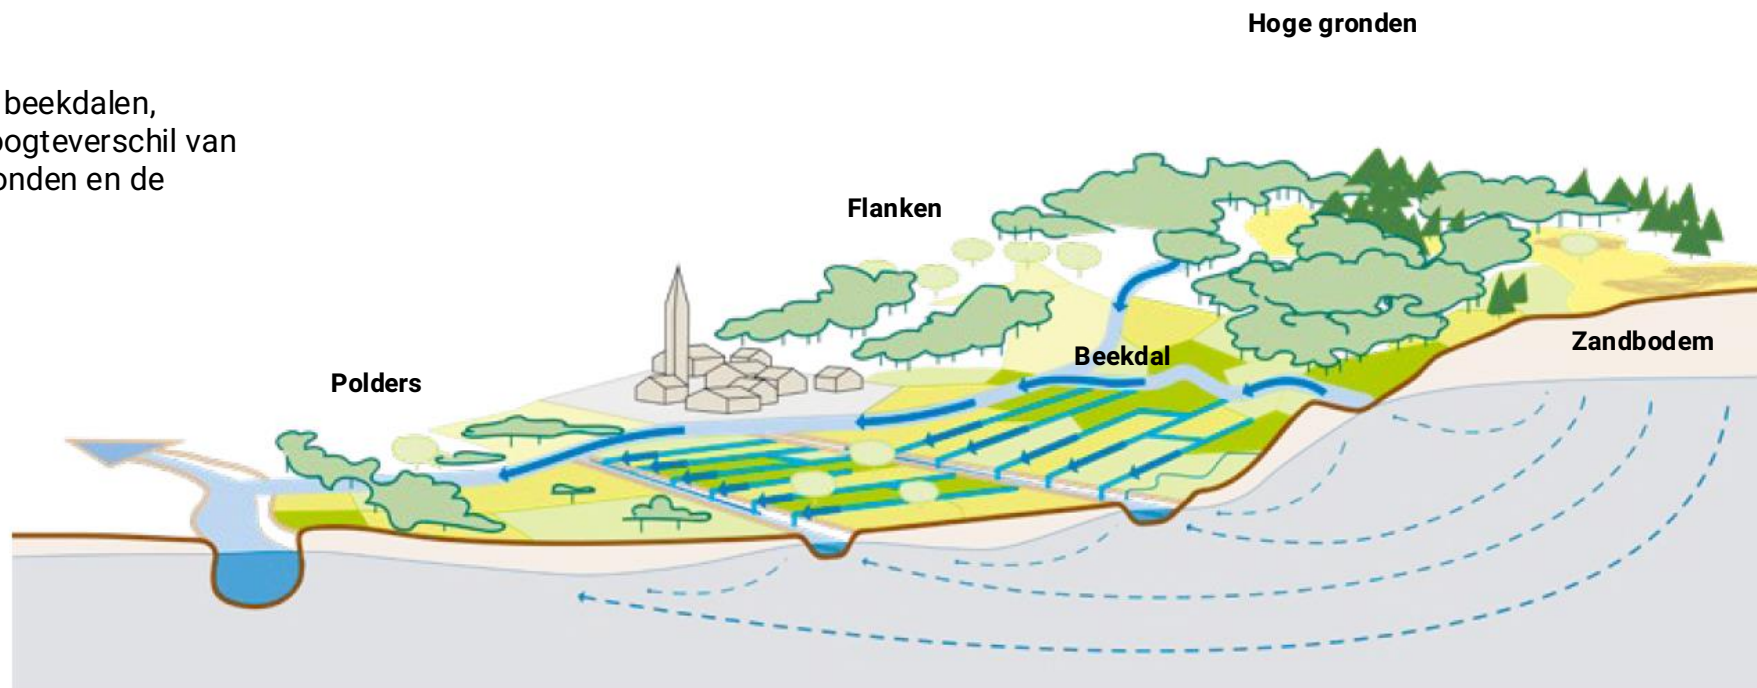 Hoge gronden
beekdalen,
oogteverschil van
onden en de
Flanken
Zandbodem
Beekdal
Polders